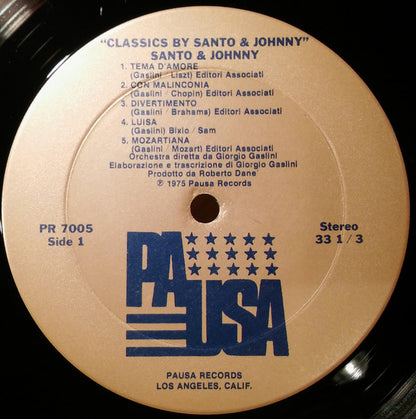 "CLASSICS BY SANTO & JOHNNY"
SANTO & JOHNNY
1. TEMA D'AMORE
(Gaslini / Liszt) Editori Associati
2. CON MALINCONIA
(Gaslini / Chopin) Editori Associati
3. DIVERTIMENTO
(Gaslini / Brahama) Editori Associati
4. LUISA
(Gaslini) Bixio / Sam
5. MOZARTIANA
(Gaslini / Mozart) Editori Associati
Orchestra diretta da Giorgio Gaslini
Elaborazione e trascrizione di Giorgio Gaslini
Prodotto da Roberto Dane'
℗ 1975 Pausa Records
PR 7005
Side 1
Stereo
33 1/3
PA
USA
PAUSA RECORDS
LOS ANGELES, CALIF.